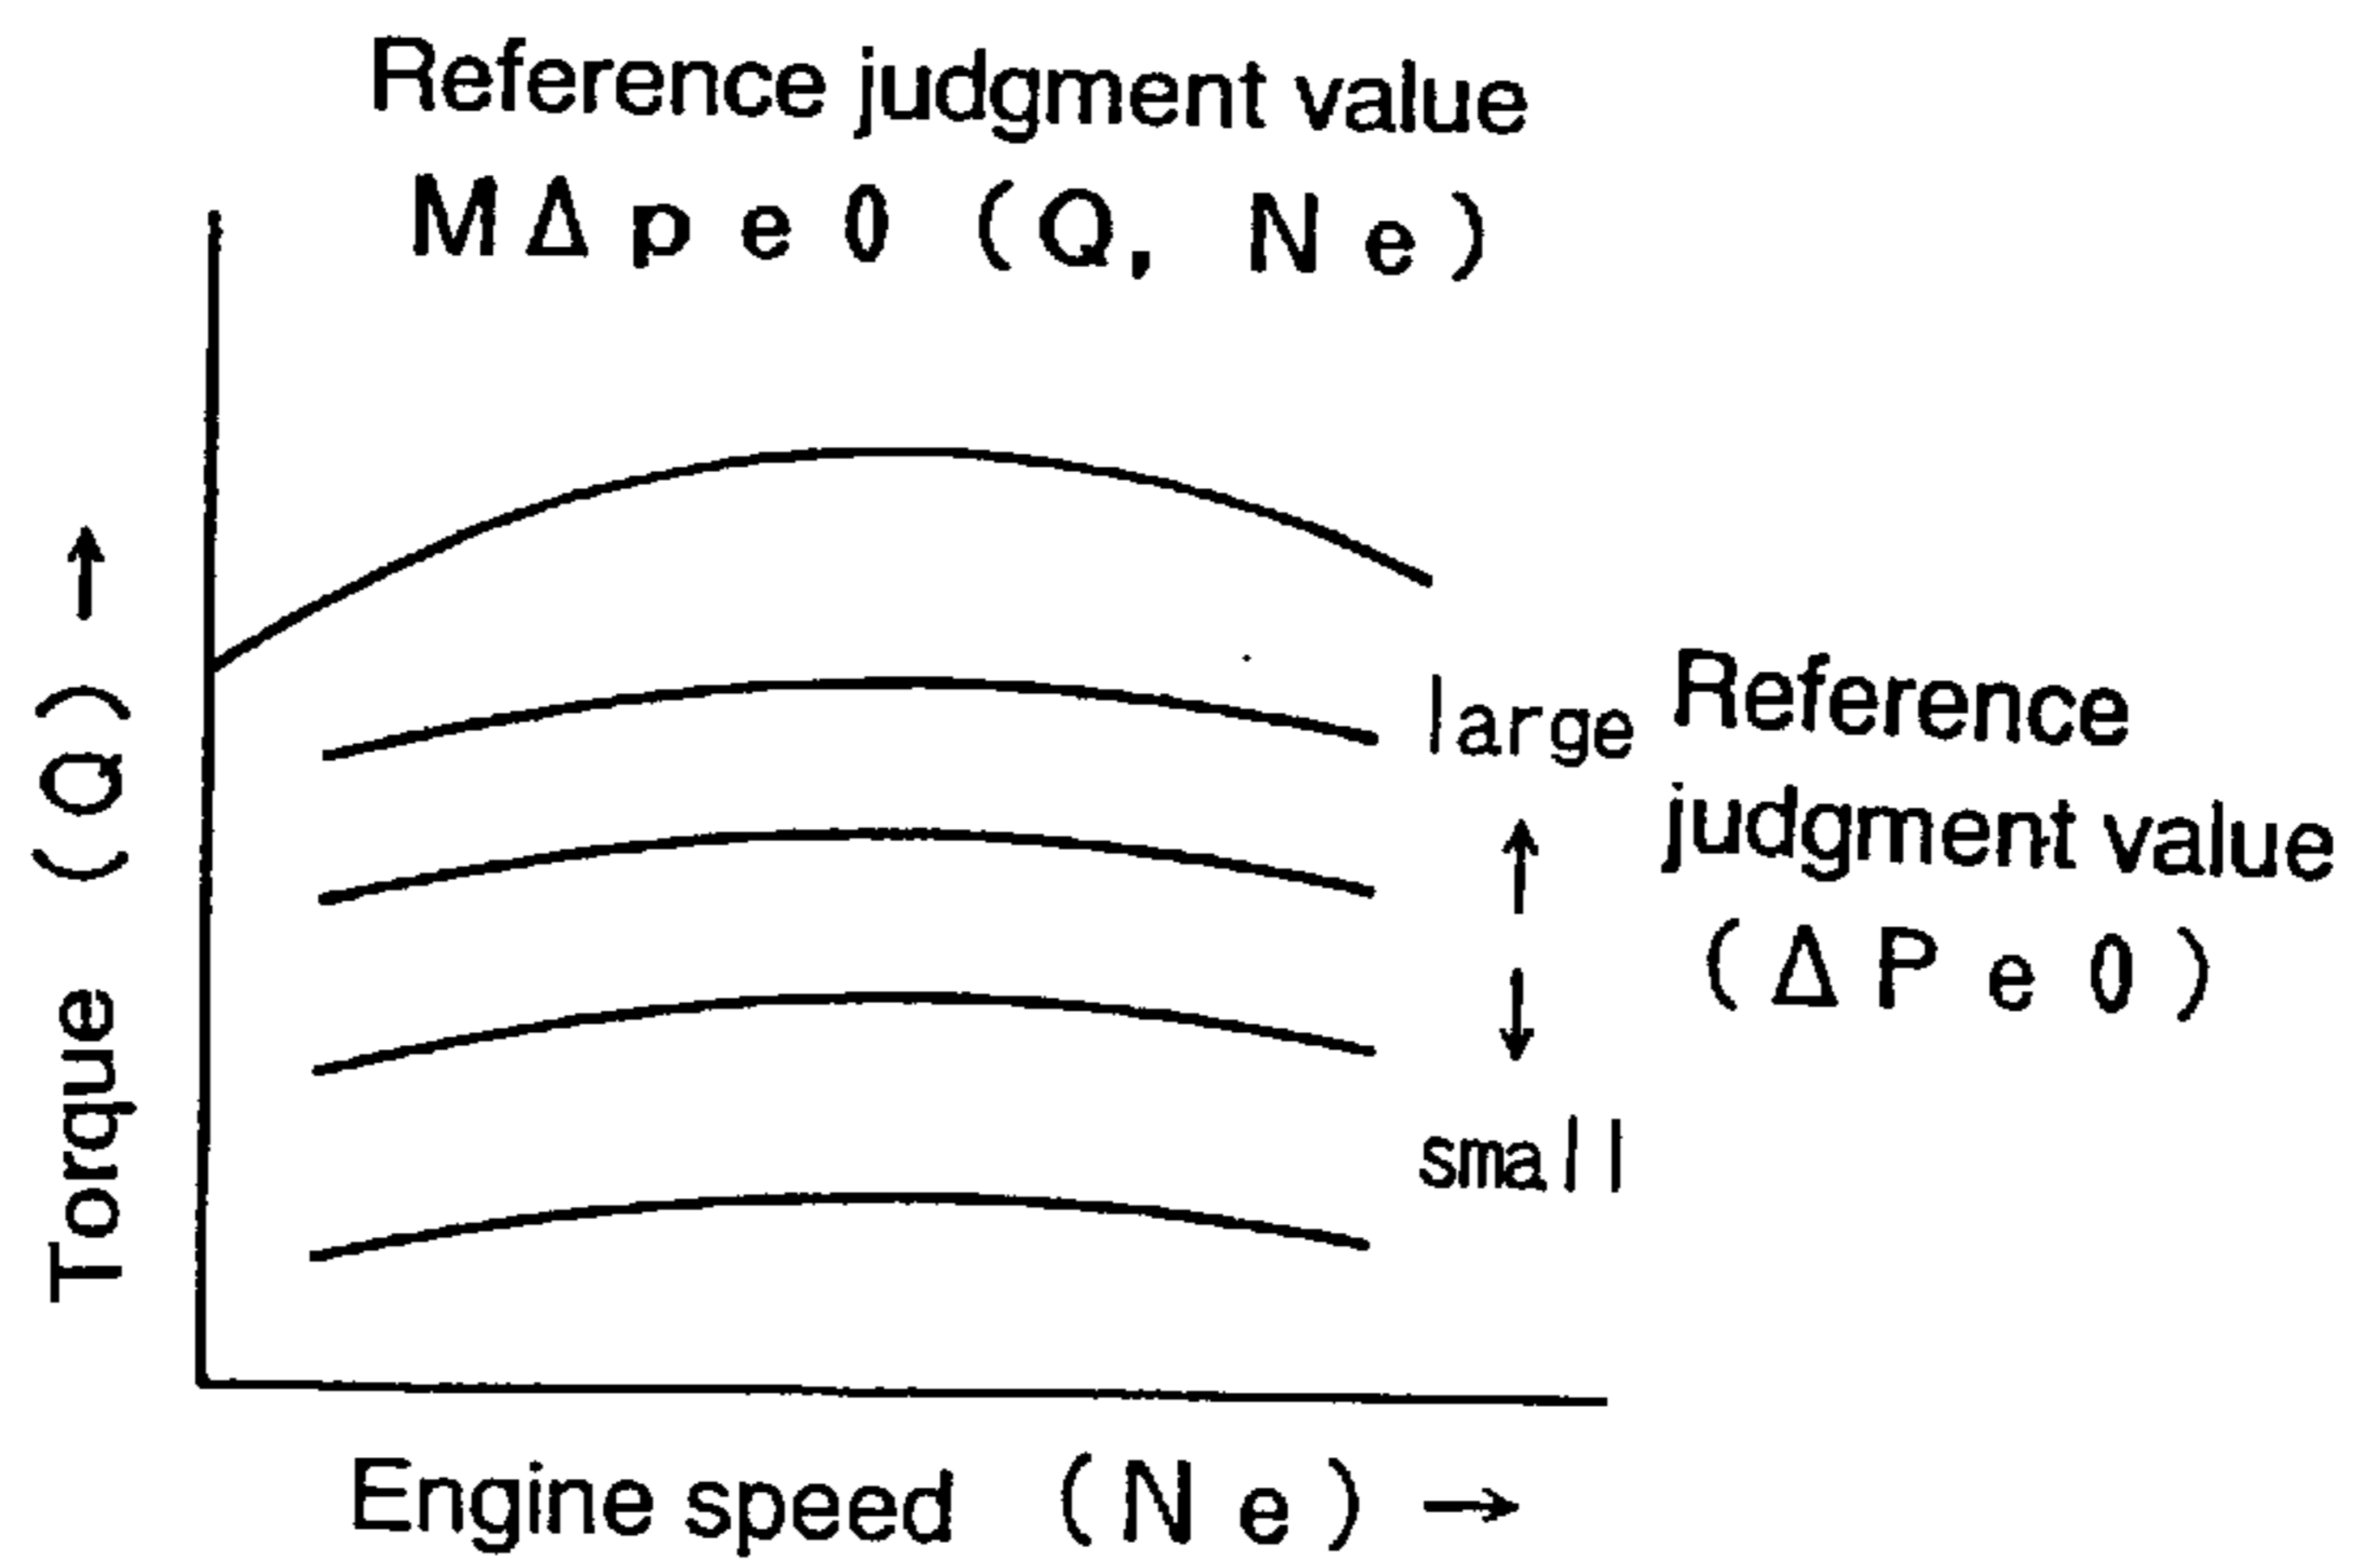 Reference judgment value
MΔpe0 (Q, Ne)
Torque (Q) →
large
↑
↓
small
Reference
judgment value
(ΔPe0)
Engine speed (Ne) →